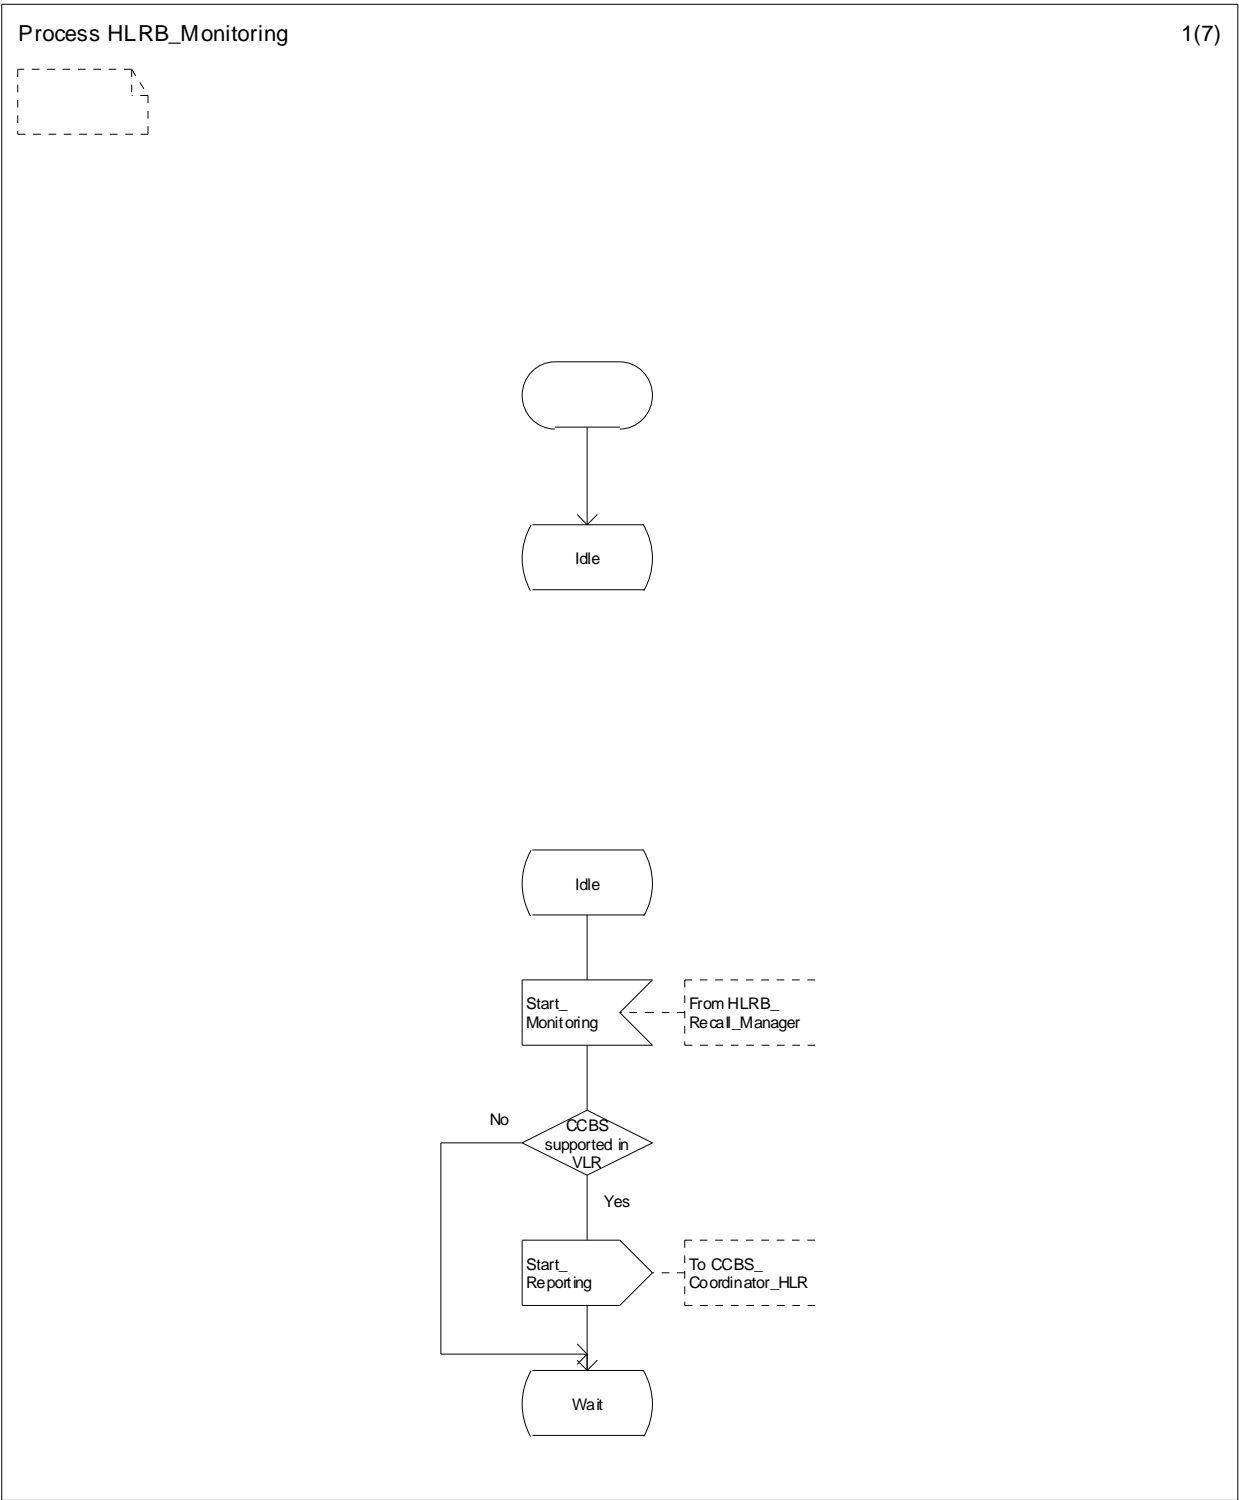 Process HLRB_Monitoring
1(7)
Idle
Idle
Start_
Monitoring
From HLRB_
Recall_Manager
No
CCBS
supported in
VLR
Yes
Start_
Reporting
To CCBS_
Coordinator_HLR
Wait